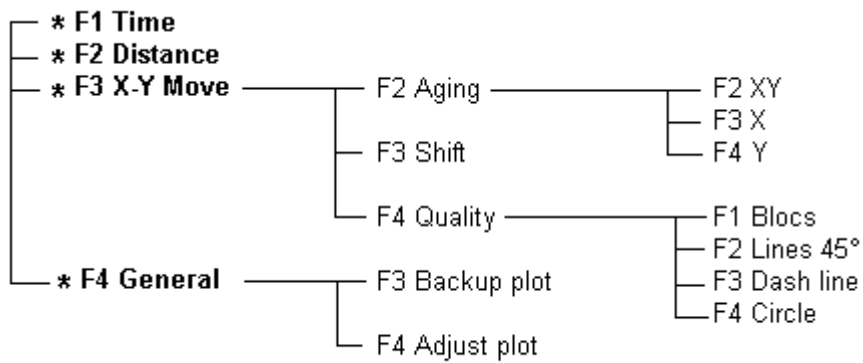 * F1 Time
* F2 Distance
* F3 X-Y Move F2 Aging F2 XY
F3 X
F3 Shift F4 Y
F4 Quality F1 Blocs
F2 Lines 45°
* F4 General F3 Backup plot F3 Dash line
F4 Circle
F4 Adjust plot